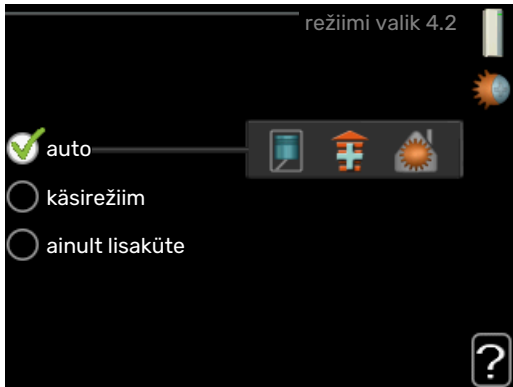 režiimi valik 4.2
auto
käsirežiim
ainult lisaküte
?